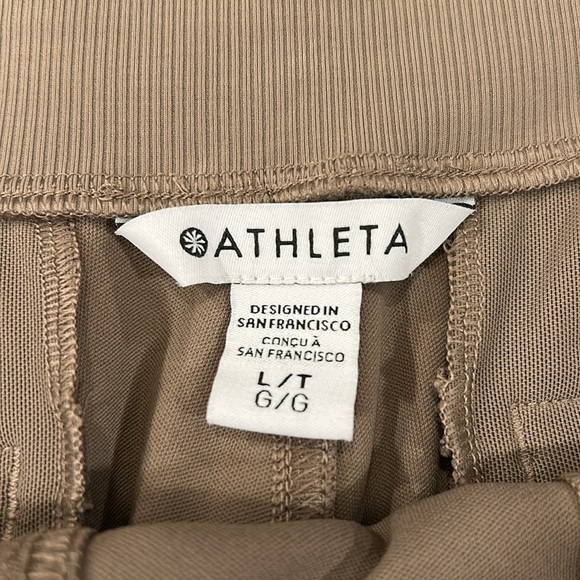 ATHLETA
DESIGNED IN
SAN FRANCISCO
CONÇU À
SAN FRANCISCO
L/T
G/G